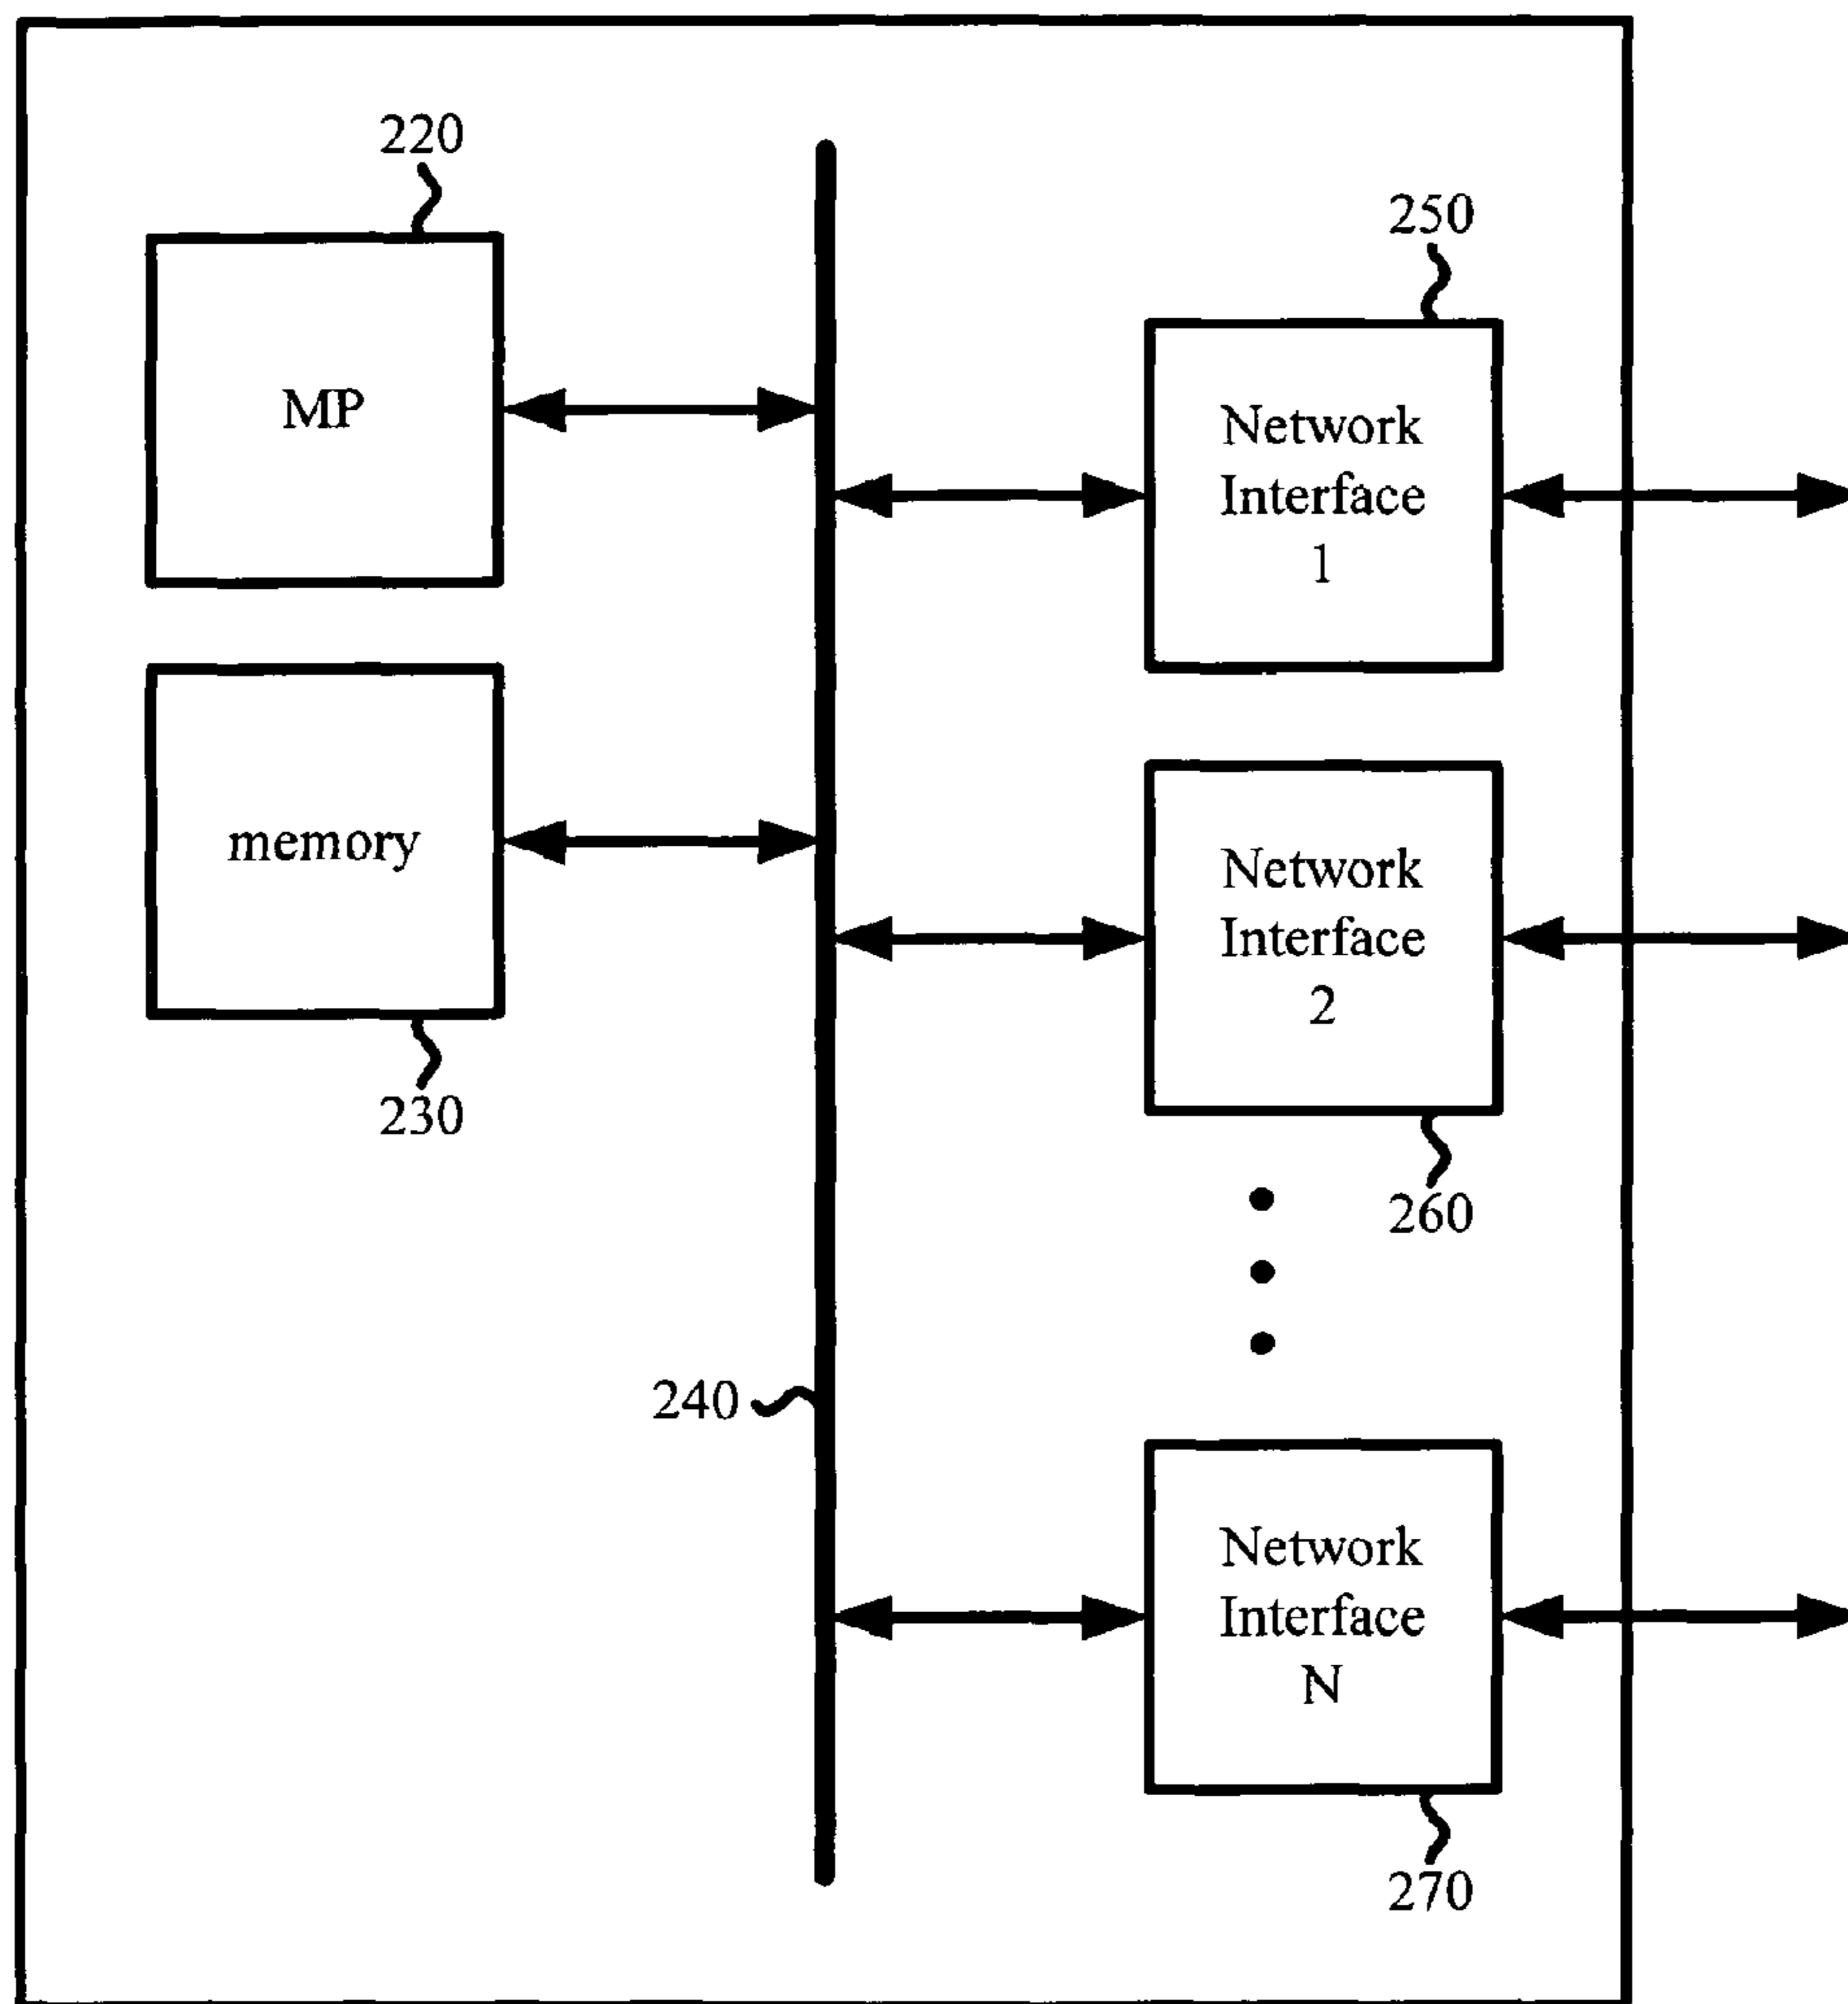 220
MP
memory
230
240
250
Network
Interface
1
Network
Interface
2
260
Network
Interface
N
270